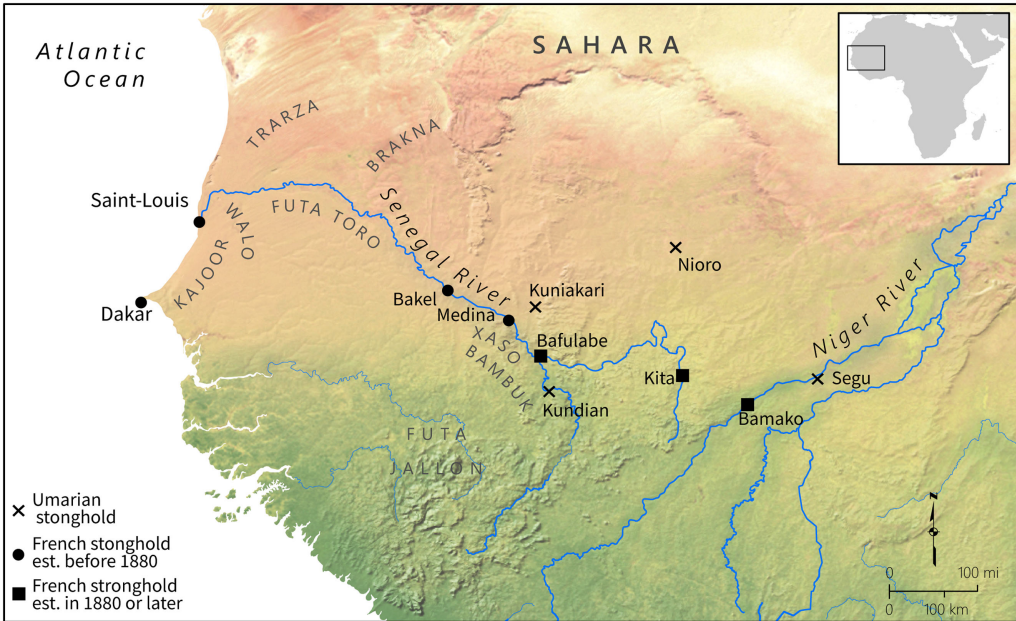 Atlantic
Ocean
SAHARA
TRARZA
BRAKNA
Saint-Louis
WALO
FUTA TORO
KAJOOR
Senegal River
Dakar
Bakel
Medina
Kuniakari
Nioro
Niger River
XASO
BAMBUK
Bafulabe
Kita
Segu
Kundian
Bamako
FUTA
JALLON
Umarian
stonghold
French stonghold
est. before 1880
French stronghold
est. in 1880 or later
N
0 100 mi
0 100 km